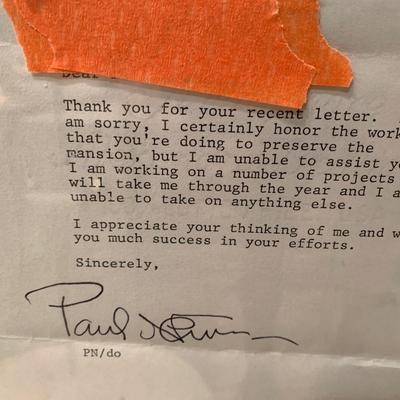 Dear
Thank you for your recent letter.
am sorry, I certainly honor the work
that you're doing to preserve the
mansion, but I am unable to assist yo
I am working on a number of projects
will take me through the year and I a
unable to take on anything else.
I appreciate your thinking of me and w
you much success in your efforts.
Sincerely,
Paul
PN/do